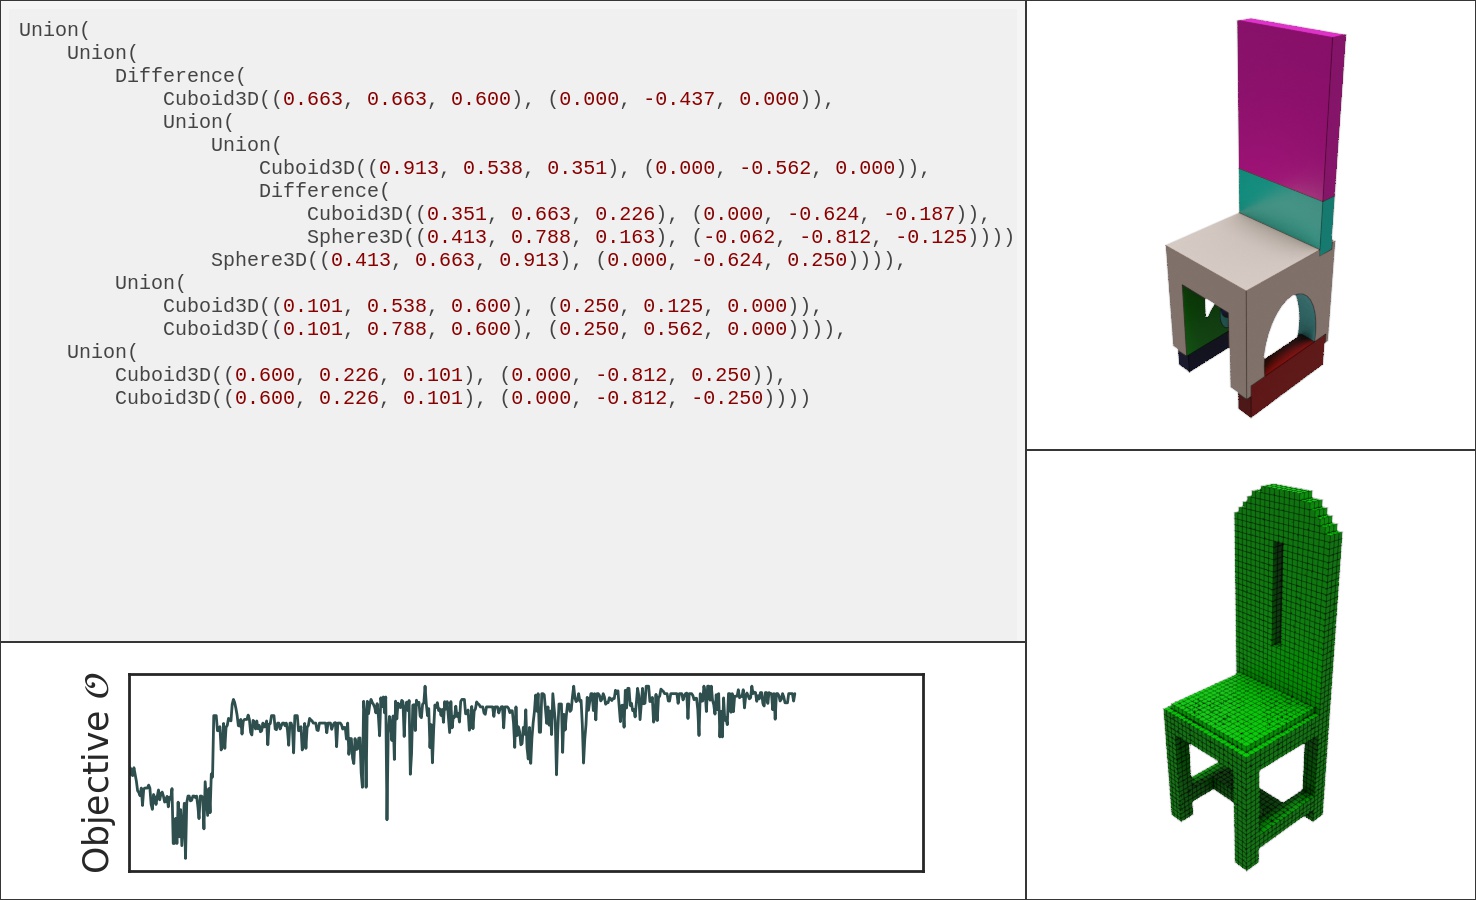 Union(
    Union(
        Difference(
            Cuboid3D((0.663, 0.663, 0.600), (0.000, -0.437, 0.000)),
            Union(
                Union(
                    Cuboid3D((0.913, 0.538, 0.351), (0.000, -0.562, 0.000)),
                    Difference(
                        Cuboid3D((0.351, 0.663, 0.226), (0.000, -0.624, -0.187)),
                        Sphere3D((0.413, 0.788, 0.163), (-0.062, -0.812, -0.125))))
                Sphere3D((0.413, 0.663, 0.913), (0.000, -0.624, 0.250)))),
        Union(
            Cuboid3D((0.101, 0.538, 0.600), (0.250, 0.125, 0.000)),
            Cuboid3D((0.101, 0.788, 0.600), (0.250, 0.562, 0.000)))),
    Union(
        Cuboid3D((0.600, 0.226, 0.101), (0.000, -0.812, 0.250)),
        Cuboid3D((0.600, 0.226, 0.101), (0.000, -0.812, -0.250))))
Objective 𝒪